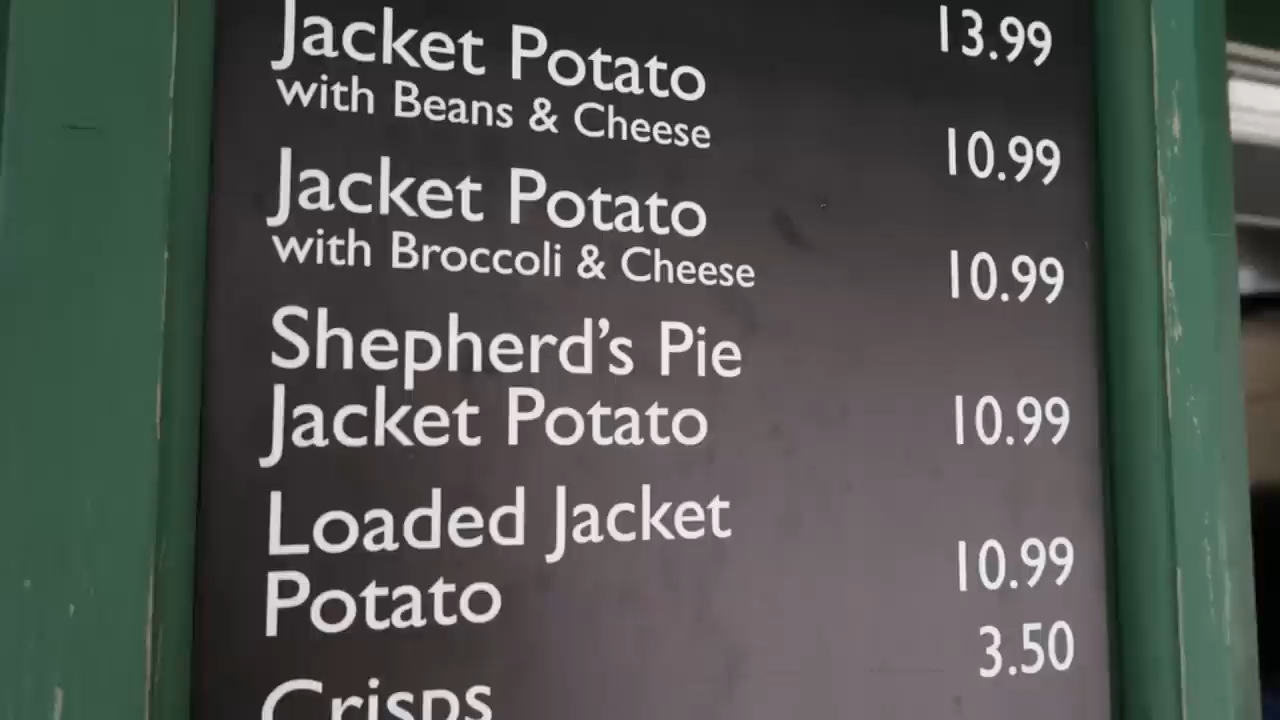 Jacket Potato 13.99
with Beans & Cheese 10.99
Jacket Potato
with Broccoli & Cheese 10.99
Shepherd's Pie
Jacket Potato 10.99
Loaded Jacket
Potato 10.99
Crisps 3.50